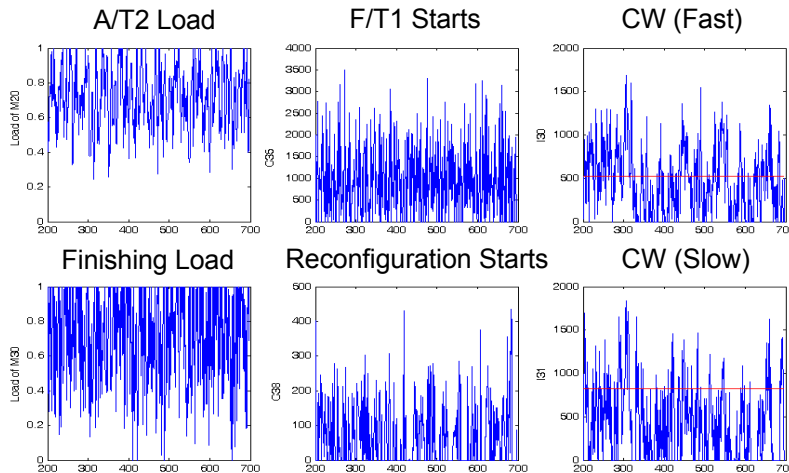 A/T2 Load
F/T1 Starts
CW (Fast)
1
0.8
0.6
0.4
0.2
0
Load of M20
200 300 400 500 600 700
4000
3500
3000
2500
2000
1500
1000
500
0
C35
200 300 400 500 600 700
2000
1500
1000
500
0
I30
200 300 400 500 600 700
Finishing Load
Reconfiguration Starts
CW (Slow)
1
0.8
0.6
0.4
0.2
0
Load of M30
200 300 400 500 600 700
500
400
300
200
100
0
C38
200 300 400 500 600 700
2000
1500
1000
500
0
I31
200 300 400 500 600 700